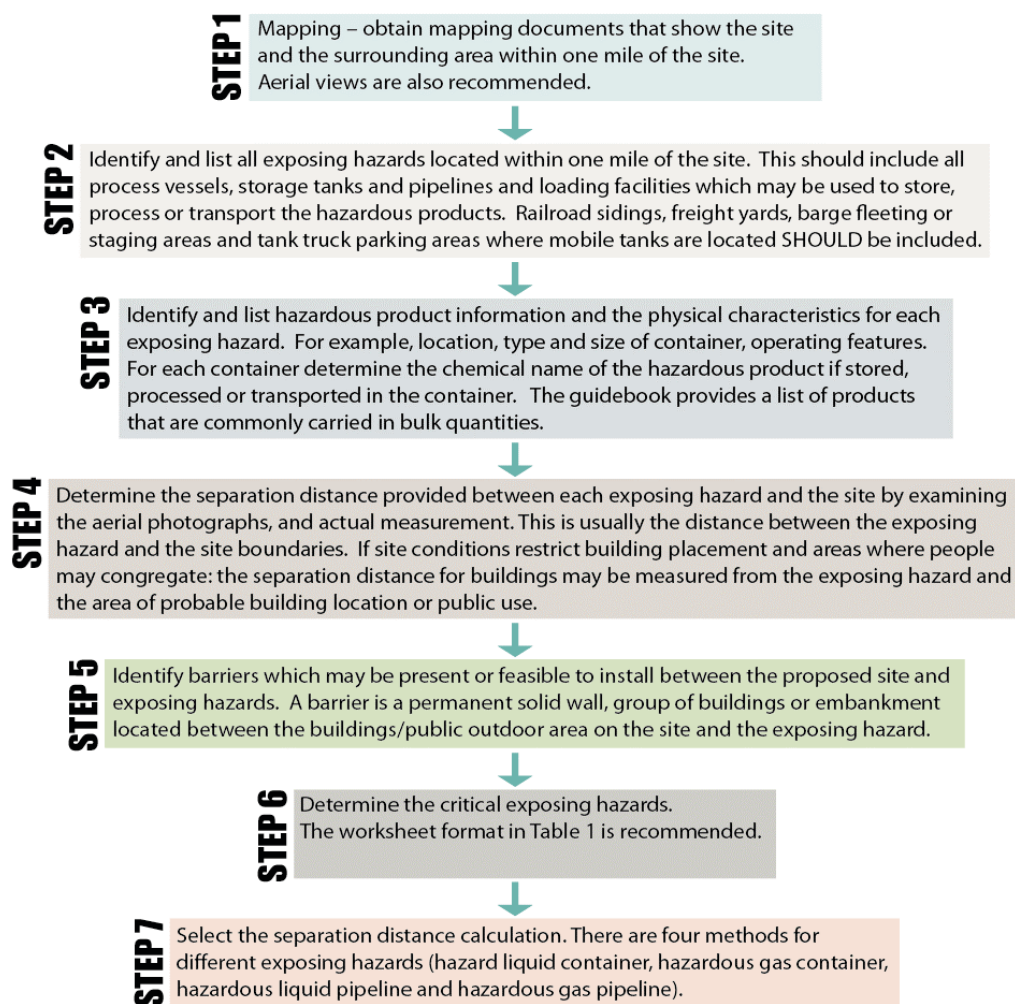 STEP 1
Mapping – obtain mapping documents that show the site
and the surrounding area within one mile of the site.
Aerial views are also recommended.
STEP 2
Identify and list all exposing hazards located within one mile of the site.  This should include all
process vessels, storage tanks and pipelines and loading facilities which may be used to store,
process or transport the hazardous products.  Railroad sidings, freight yards, barge fleeting or
staging areas and tank truck parking areas where mobile tanks are located SHOULD be included.
STEP 3
Identify and list hazardous product information and the physical characteristics for each
exposing hazard.  For example, location, type and size of container, operating features.
For each container determine the chemical name of the hazardous product if stored,
processed or transported in the container.   The guidebook provides a list of products
that are commonly carried in bulk quantities.
STEP 4
Determine the separation distance provided between each exposing hazard and the site by examining
the aerial photographs, and actual measurement. This is usually the distance between the exposing
hazard and the site boundaries.  If site conditions restrict building placement and areas where people
may congregate: the separation distance for buildings may be measured from the exposing hazard and
the area of probable building location or public use.
STEP 5
Identify barriers which may be present or feasible to install between the proposed site and
exposing hazards.  A barrier is a permanent solid wall, group of buildings or embankment
located between the buildings/public outdoor area on the site and the exposing hazard.
STEP 6
Determine the critical exposing hazards.
The worksheet format in Table 1 is recommended.
STEP 7
Select the separation distance calculation. There are four methods for
different exposing hazards (hazard liquid container, hazardous gas container,
hazardous liquid pipeline and hazardous gas pipeline).